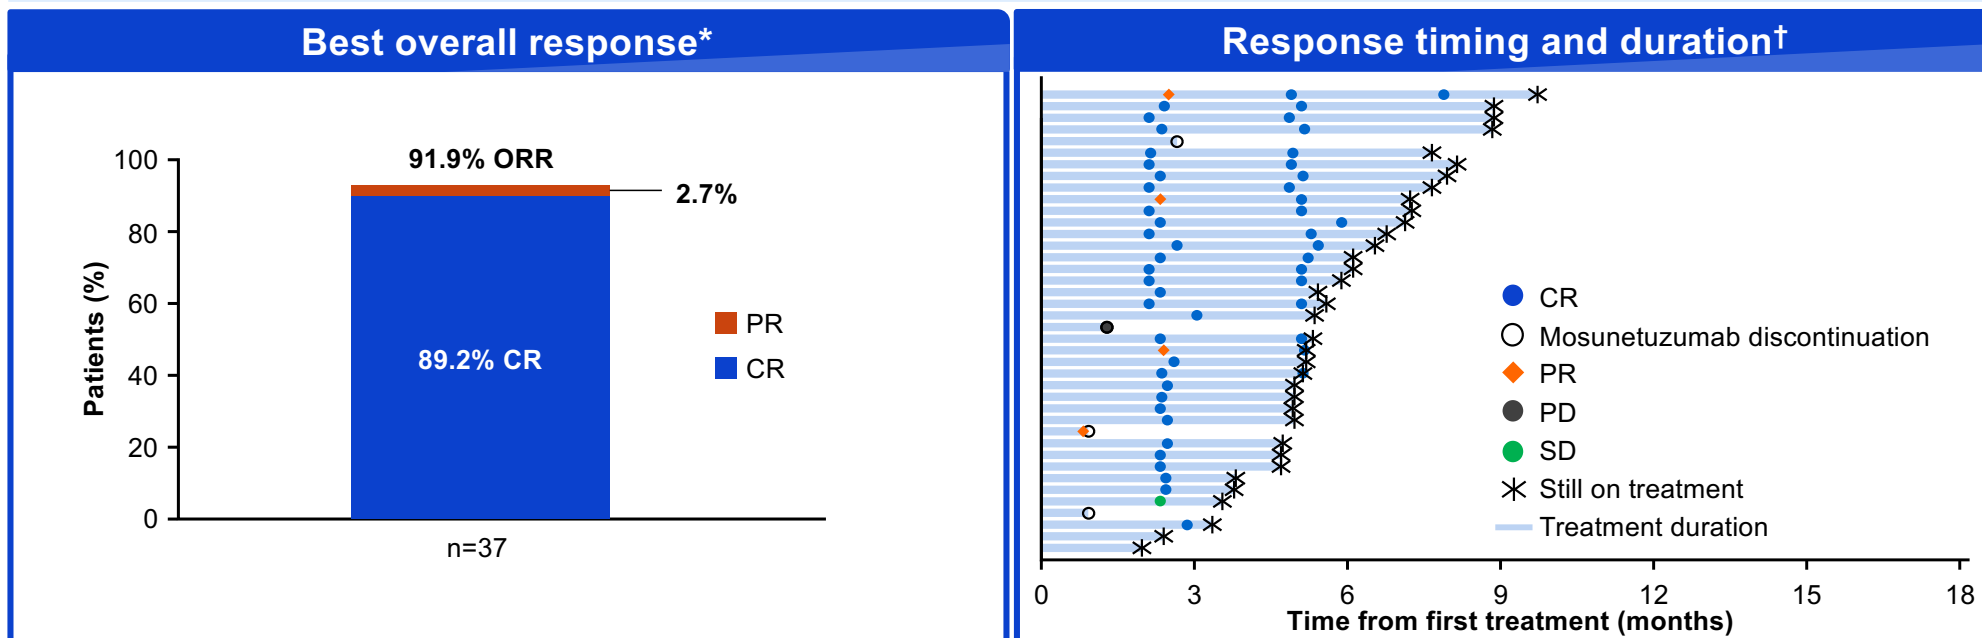 Best overall response*
Response timing and duration†
91.9% ORR
2.7%
89.2% CR
100
80
60
40
20
0
Patients (%)
n=37
PR
CR
CR
Mosunetuzumab discontinuation
PR
PD
SD
Still on treatment
Treatment duration
0 3 6 9 12 15 18
Time from first treatment (months)